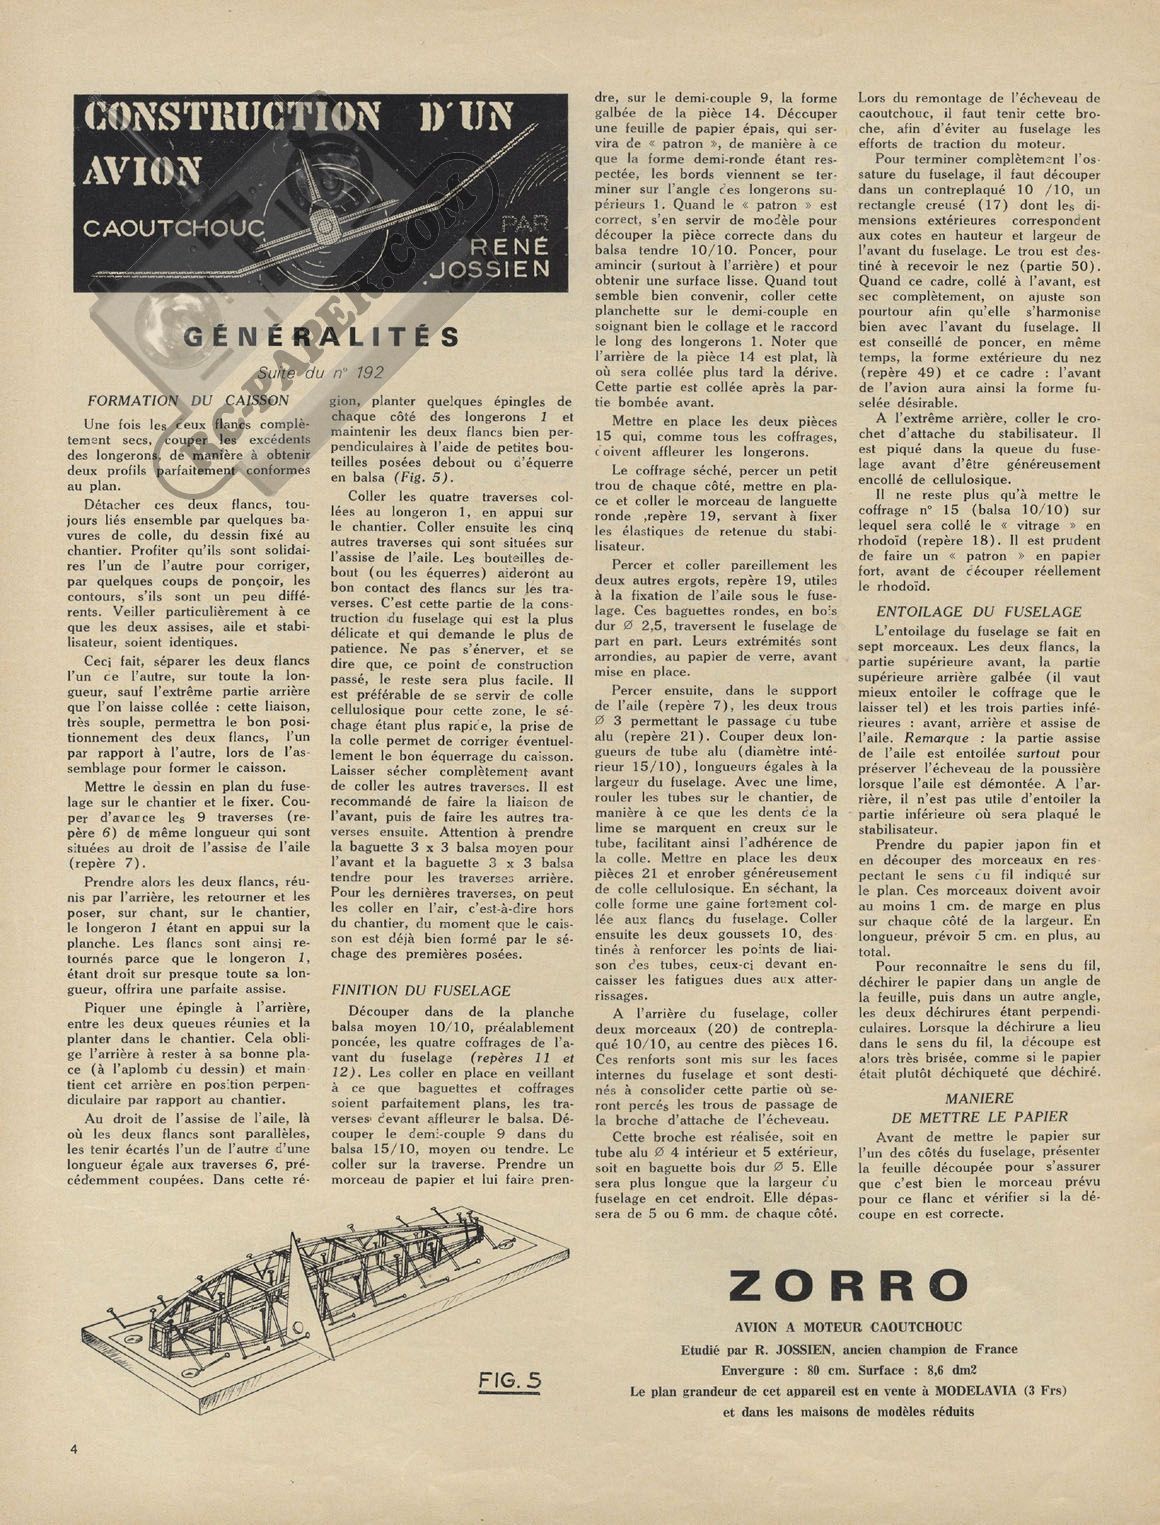 CONSTRUCTION D'UN
AVION
CAOUTCHOUC
PAR
RENÉ
JOSSIEN
RC-PAPER.COM
GÉNÉRALITÉS
Suite du n° 192
FORMATION DU CAISSON
Une fois les deux flancs complè-
tement secs, couper les excédents
des longerons, de manière à obtenir
deux profils parfaitement conformes
au plan.
Détacher ces deux flancs, tou-
jours liés ensemble par quelques ba-
vures de colle, du dessin fixé au
chantier. Profiter qu'ils sont solidai-
res l'un de l'autre pour corriger,
par quelques coups de ponçoir, les
contours, s'ils sont un peu diffé-
rents. Veiller particulièrement à ce
que les deux assises, aile et stabi-
lisateur, soient identiques.
Ceci fait, séparer les deux flancs
l'un de l'autre, sur toute la lon-
gueur, sauf l'extrême partie arrière
que l'on laisse collée : cette liaison,
très souple, permettra le bon posi-
tionnement des deux flancs, l'un
par rapport à l'autre, lors de l'as-
semblage pour former le caisson.
Mettre le dessin en plan du fuse-
lage sur le chantier et le fixer. Cou-
per d'avance les 9 traverses (re-
père 6) de même longueur qui sont
situées au droit de l'assise de l'aile
(repère 7).
Prendre alors les deux flancs, réu-
nis par l'arrière, les retourner et les
poser, sur chant, sur le chantier,
le longeron 1 étant en appui sur la
planche. Les flancs sont ainsi re-
tournés parce que le longeron 1,
étant droit sur presque toute sa lon-
gueur, offrira une parfaite assise.
Piquer une épingle à l'arrière,
entre les deux queues réunies et la
planter dans le chantier. Cela obli-
ge l'arrière à rester à sa bonne pla-
ce (à l'aplomb du dessin) et main
tient cet arrière en position perpen-
diculaire par rapport au chantier.
Au droit de l'assise de l'aile, là
où les deux flancs sont parallèles,
les tenir écartés l'un de l'autre d'une
longueur égale aux traverses 6, pré-
cédemment coupées. Dans cette ré-
gion, planter quelques épingles de
chaque côté des longerons 1 et
maintenir les deux flancs bien per-
pendiculaires à l'aide de petites bou-
teilles posées debout ou d'équerre
en balsa (Fig. 5).
Coller les quatre traverses col-
lées au longeron 1, en appui sur
le chantier. Coller ensuite les cinq
autres traverses qui sont situées sur
l'assise de l'aile. Les bouteilles de-
bout (ou les équerres) aideront au
bon contact des flancs sur les tra-
verses. C'est cette partie de la cons-
truction du fuselage qui est la plus
délicate et qui demande le plus de
patience. Ne pas s'énerver, et se
dire que, ce point de construction
passé, le reste sera plus facile. Il
est préférable de se servir de colle
cellulosique pour cette zone, le sé-
chage étant plus rapide, la prise de
la colle permet de corriger éventuel-
lement le bon équerrage du caisson.
Laisser sécher complètement avant
de coller les autres traverses. Il est
recommandé de faire la liaison de
l'avant, puis de faire les autres tra-
verses ensuite. Attention à prendre
la baguette 3 x 3 balsa moyen pour
l'avant et la baguette 3 x 3 balsa
tendre pour les traverses arrière.
Pour les dernières traverses, on peut
les coller en l'air, c'est-à-dire hors
du chantier, du moment que le cais-
son est déjà bien formé par le sé-
chage des premières posées.
FINITION DU FUSELAGE
Découper dans de la planche
balsa moyen 10/10, préalablement
poncée, les quatre coffrages de l'a-
vant du fuselage (repères 11 et
12). Les coller en place en veillant
à ce que baguettes et coffrages
soient parfaitement plans, les tra-
verses devant affleurer le balsa. Dé-
couper le demi-couple 9 dans du
balsa 15/10, moyen ou tendre. Le
coller sur la traverse. Prendre un
morceau de papier et lui faire pren-
dre, sur le demi-couple 9, la forme
galbée de la pièce 14. Découper
une feuille de papier épais, qui ser-
vira de « patron », de manière à ce
que la forme demi-ronde étant res-
pectée, les bords viennent se ter-
miner sur l'angle des longerons su-
périeurs 1. Quand le « patron » est
correct, s'en servir de modèle pour
découper la pièce correcte dans du
balsa tendre 10/10. Poncer, pour
amincir (surtout à l'arrière) et pour
obtenir une surface lisse. Quand tout
semble bien convenir, coller cette
planchette sur le demi-couple en
soignant bien le collage et le raccord
le long des longerons 1. Noter que
l'arrière de la pièce 14 est plat, là
où sera collée plus tard la dérive.
Cette partie est collée après la par-
tie bombée avant.
Mettre en place les deux pièces
15 qui, comme tous les coffrages,
doivent affleurer les longerons.
Le coffrage séché, percer un petit
trou de chaque côté, mettre en pla-
ce et coller le morceau de languette
ronde ,repère 19, servant à fixer
les élastiques de retenue du stabi-
lisateur.
Percer et coller pareillement les
deux autres ergots, repère 19, utiles
à la fixation de l'aile sous le fuse-
lage. Ces baguettes rondes, en bois
dur Ø 2,5, traversent le fuselage de
part en part. Leurs extrémités sont
arrondies, au papier de verre, avant
mise en place.
Percer ensuite, dans le support
de l'aile (repère 7), les deux trous
Ø 3 permettant le passage du tube
alu (repère 21). Couper deux lon-
gueurs de tube alu (diamètre inté-
rieur 15/10), longueurs égales à la
largeur du fuselage. Avec une lime,
rouler les tubes sur le chantier, de
manière à ce que les dents de la
lime se marquent en creux sur le
tube, facilitant ainsi l'adhérence de
la colle. Mettre en place les deux
pièces 21 et enrober généreusement
de colle cellulosique. En séchant, la
colle forme une gaine fortement col-
lée aux flancs du fuselage. Coller
ensuite les deux goussets 10, des
tinés à renforcer les points de liai-
son des tubes, ceux-ci devant en-
caisser les fatigues dues aux atter-
rissages.
A l'arrière du fuselage, coller
deux morceaux (20) de contrepla-
qué 10/10, au centre des pièces 16.
Ces renforts sont mis sur les faces
internes du fuselage et sont desti-
nés à consolider cette partie où se-
ront percés les trous de passage de
la broche d'attache de l'écheveau.
Cette broche est réalisée, soit en
tube alu Ø 4 intérieur et 5 extérieur,
soit en baguette bois dur Ø 5. Elle
sera plus longue que la largeur du
fuselage en cet endroit. Elle dépas-
sera de 5 ou 6 mm. de chaque côté.
Lors du remontage de l'écheveau de
caoutchouc, il faut tenir cette bro-
che, afin d'éviter au fuselage les
efforts de traction du moteur.
Pour terminer complètement l'os-
sature du fuselage, il faut découper
dans un contreplaqué 10 /10, un
rectangle creusé (17) dont les di-
mensions extérieures correspondent
aux cotes en hauteur et largeur de
l'avant du fuselage. Le trou est des-
tiné à recevoir le nez (partie 50).
Quand ce cadre, collé à l'avant, est
sec complètement, on ajuste son
pourtour afin qu'elle s'harmonise
bien avec l'avant du fuselage. Il
est conseillé de poncer, en même
temps, la forme extérieure du nez
(repère 49) et ce cadre : l'avant
de l'avion aura ainsi la forme fu-
selée désirable.
A l'extrême arrière, coller le cro-
chet d'attache du stabilisateur. Il
est piqué dans la queue du fuse-
lage avant d'être généreusement
encollé de cellulosique.
Il ne reste plus qu'à mettre le
coffrage n° 15 (balsa 10/10) sur
lequel sera collé le « vitrage » en
rhodoïd (repère 18). Il est prudent
de faire un « patron » en papier
fort, avant de découper réellement
le rhodoïd.
ENTOILAGE DU FUSELAGE
L'entoilage du fuselage se fait en
sept morceaux. Les deux flancs, la
partie supérieure avant, la partie
supérieure arrière galbée (il vaut
mieux entoiler le coffrage que le
laisser tel) et les trois parties infé-
rieures : avant, arrière et assise de
l'aile. Remarque : la partie assise
de l'aile est entoilée surtout pour
préserver l'écheveau de la poussière
lorsque l'aile est démontée. A l'ar-
rière, il n'est pas utile d'entoiler la
partie inférieure où sera plaqué le
stabilisateur.
Prendre du papier japon fin et
en découper des morceaux en res
pectant le sens du fil indiqué sur
le plan. Ces morceaux doivent avoir
au moins 1 cm. de marge en plus
sur chaque côté de la largeur. En
longueur, prévoir 5 cm. en plus, au
total.
Pour reconnaître le sens du fil,
déchirer le papier dans un angle de
la feuille, puis dans un autre angle,
les deux déchirures étant perpendi-
culaires. Lorsque la déchirure a lieu
dans le sens du fil, la découpe est
alors très brisée, comme si le papier
était plutôt déchiqueté que déchiré.
MANIERE
DE METTRE LE PAPIER
Avant de mettre le papier sur
l'un des côtés du fuselage, présenter
la feuille découpée pour s'assurer
que c'est bien le morceau prévu
pour ce flanc et vérifier si la dé-
coupe en est correcte.
FIG. 5
ZORRO
AVION A MOTEUR CAOUTCHOUC
Etudié par R. JOSSIEN, ancien champion de France
Envergure : 80 cm. Surface : 8,6 dm2
Le plan grandeur de cet appareil est en vente à MODELAVIA (3 Frs)
et dans les maisons de modèles réduits
4